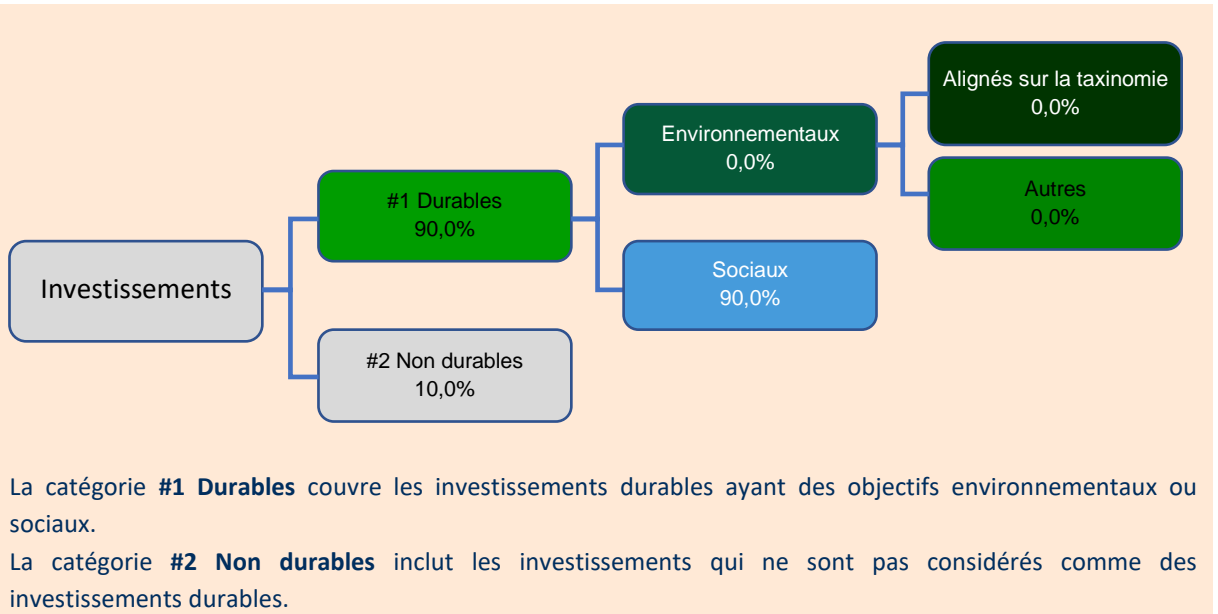 Alignés sur la taxinomie
0,0%
Environnementaux
0,0%
Autres
0,0%
#1 Durables
90,0%
Sociaux
90,0%
Investissements
#2 Non durables
10,0%
La catégorie #1 Durables couvre les investissements durables ayant des objectifs environnementaux ou
sociaux.
La catégorie #2 Non durables inclut les investissements qui ne sont pas considérés comme des
investissements durables.